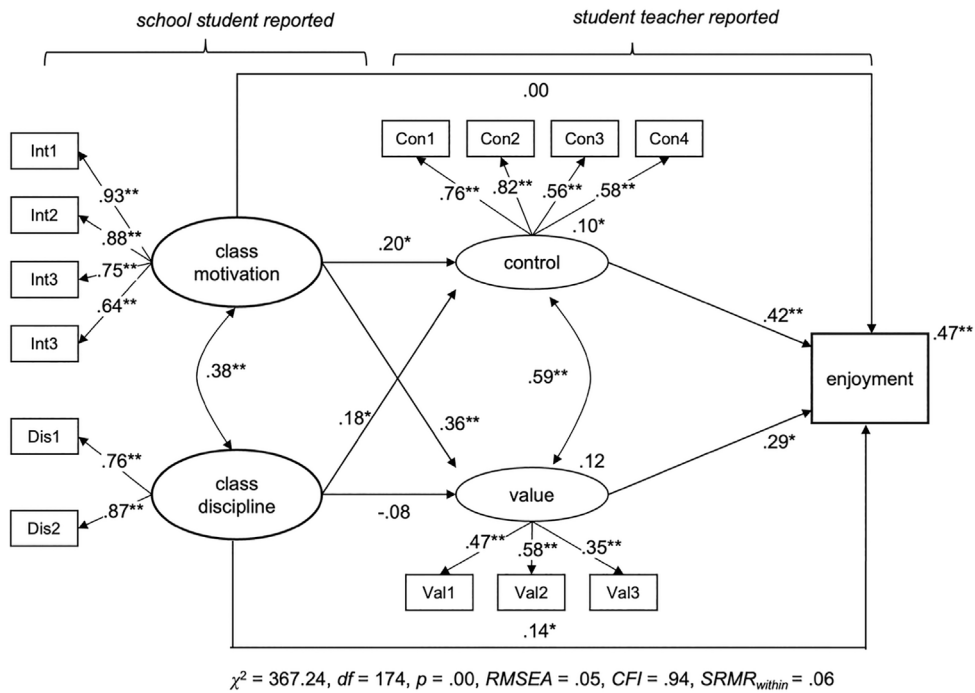 school student reported
student teacher reported
.00
Int1
Int2
Int3
Int3
.93**
.88**
.75**
.64**
class
motivation
Con1
Con2
Con3
Con4
.76**
.82**
.56**
.58**
.10*
control
.20*
.42**
.47**
enjoyment
.38**
.59**
.18*
.36**
.29*
Dis1
Dis2
.76**
.87**
class
discipline
-.08
.12
value
.47**
.58**
.35**
Val1
Val2
Val3
.14*
χ² = 367.24, df = 174, p = .00, RMSEA = .05, CFI = .94, SRMRwithin = .06